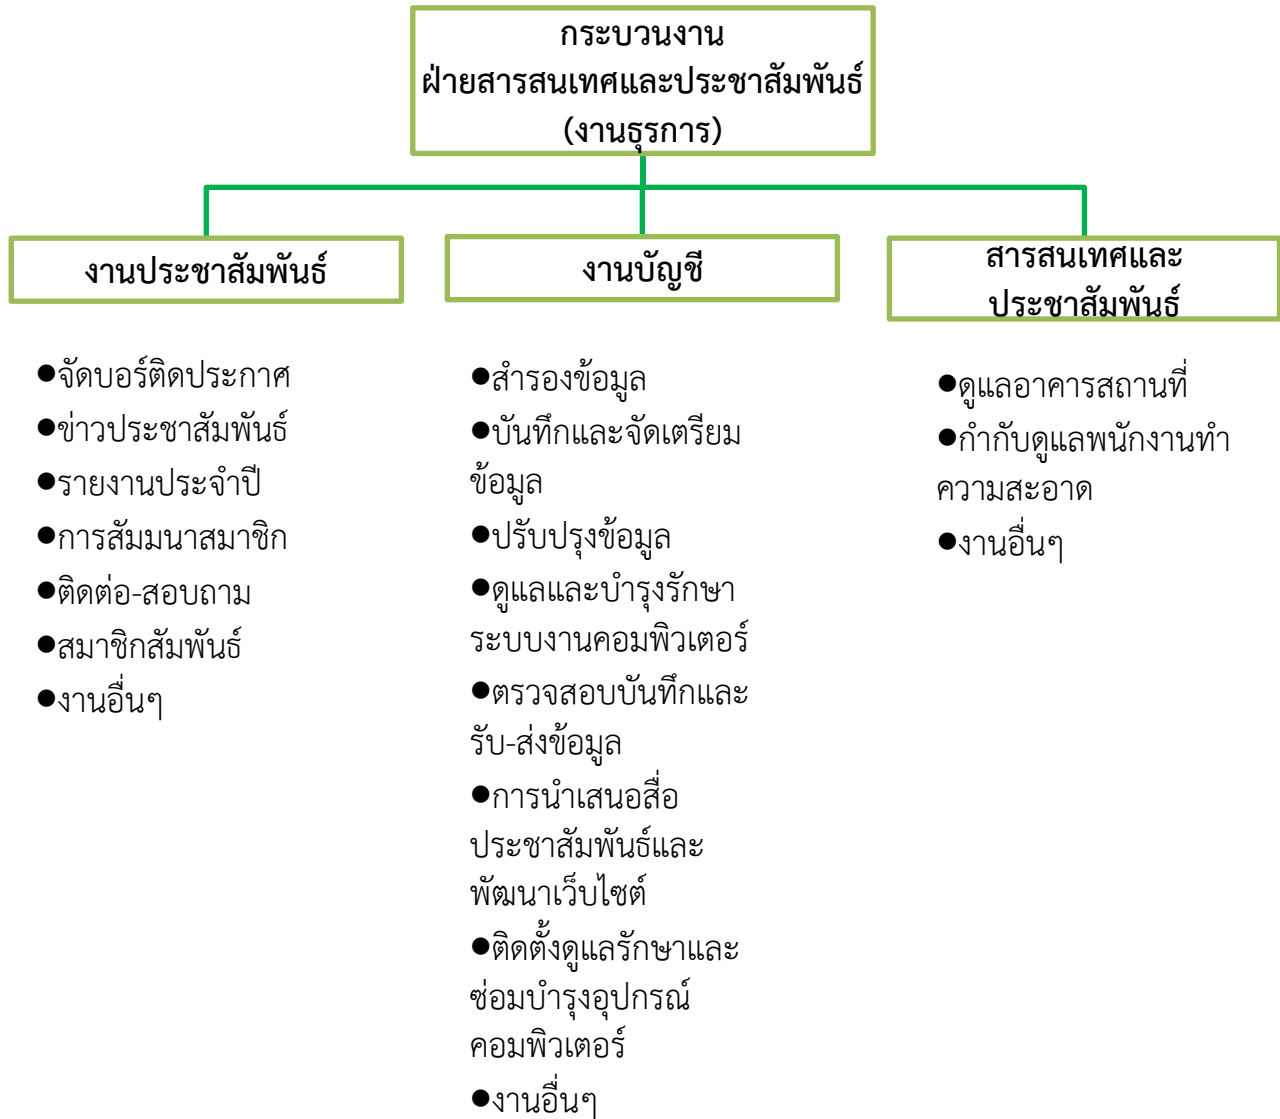 กระบวนงาน
ฝ่ายสารสนเทศและประชาสัมพันธ์
(งานธุรการ)
งานประชาสัมพันธ์
●จัดบอร์ติดประกาศ
●ข่าวประชาสัมพันธ์
●รายงานประจำปี
●การสัมมนาสมาชิก
●ติดต่อ-สอบถาม
●สมาชิกสัมพันธ์
●งานอื่นๆ
งานบัญชี
●สำรองข้อมูล
●บันทึกและจัดเตรียม
ข้อมูล
●ปรับปรุงข้อมูล
●ดูแลและบำรุงรักษา
ระบบงานคอมพิวเตอร์
●ตรวจสอบบันทึกและ
รับ-ส่งข้อมูล
●การนำเสนอสื่อ
ประชาสัมพันธ์และ
พัฒนาเว็บไซต์
●ติดตั้งดูแลรักษาและ
ซ่อมบำรุงอุปกรณ์
คอมพิวเตอร์
●งานอื่นๆ
สารสนเทศและ
ประชาสัมพันธ์
●ดูแลอาคารสถานที่
●กำกับดูแลพนักงานทำ
ความสะอาด
●งานอื่นๆ